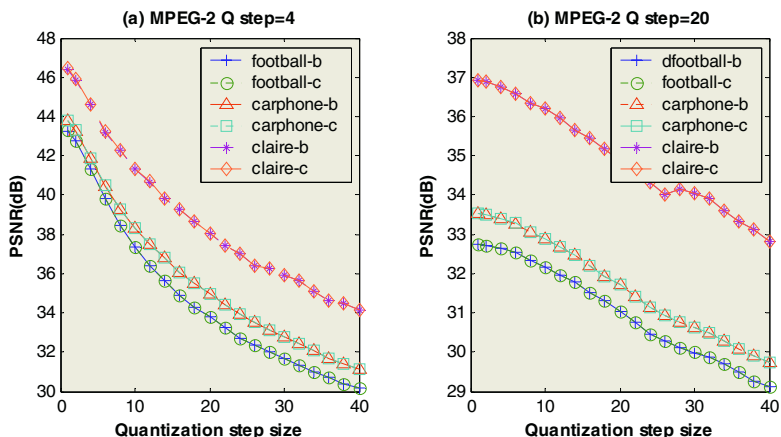 (a) MPEG-2 Q step=4
48
46
44
42
40
38
36
34
32
30
PSNR(dB)
football-b
football-c
carphone-b
carphone-c
claire-b
claire-c
0
10
20
30
40
Quantization step size
(b) MPEG-2 Q step=20
38
37
36
35
34
33
32
31
30
29
PSNR(dB)
dfootball-b
football-c
carphone-b
carphone-c
claire-b
claire-c
0
10
20
30
40
Quantization step size